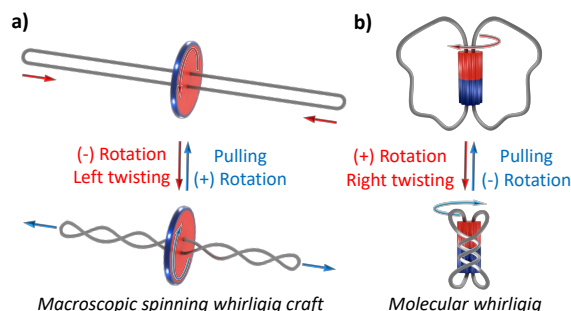 a)
b)
(-) Rotation
Left twisting
Pulling
(+) Rotation
(+) Rotation
Right twisting
Pulling
(-) Rotation
Macroscopic spinning whirligig craft
Molecular whirligig